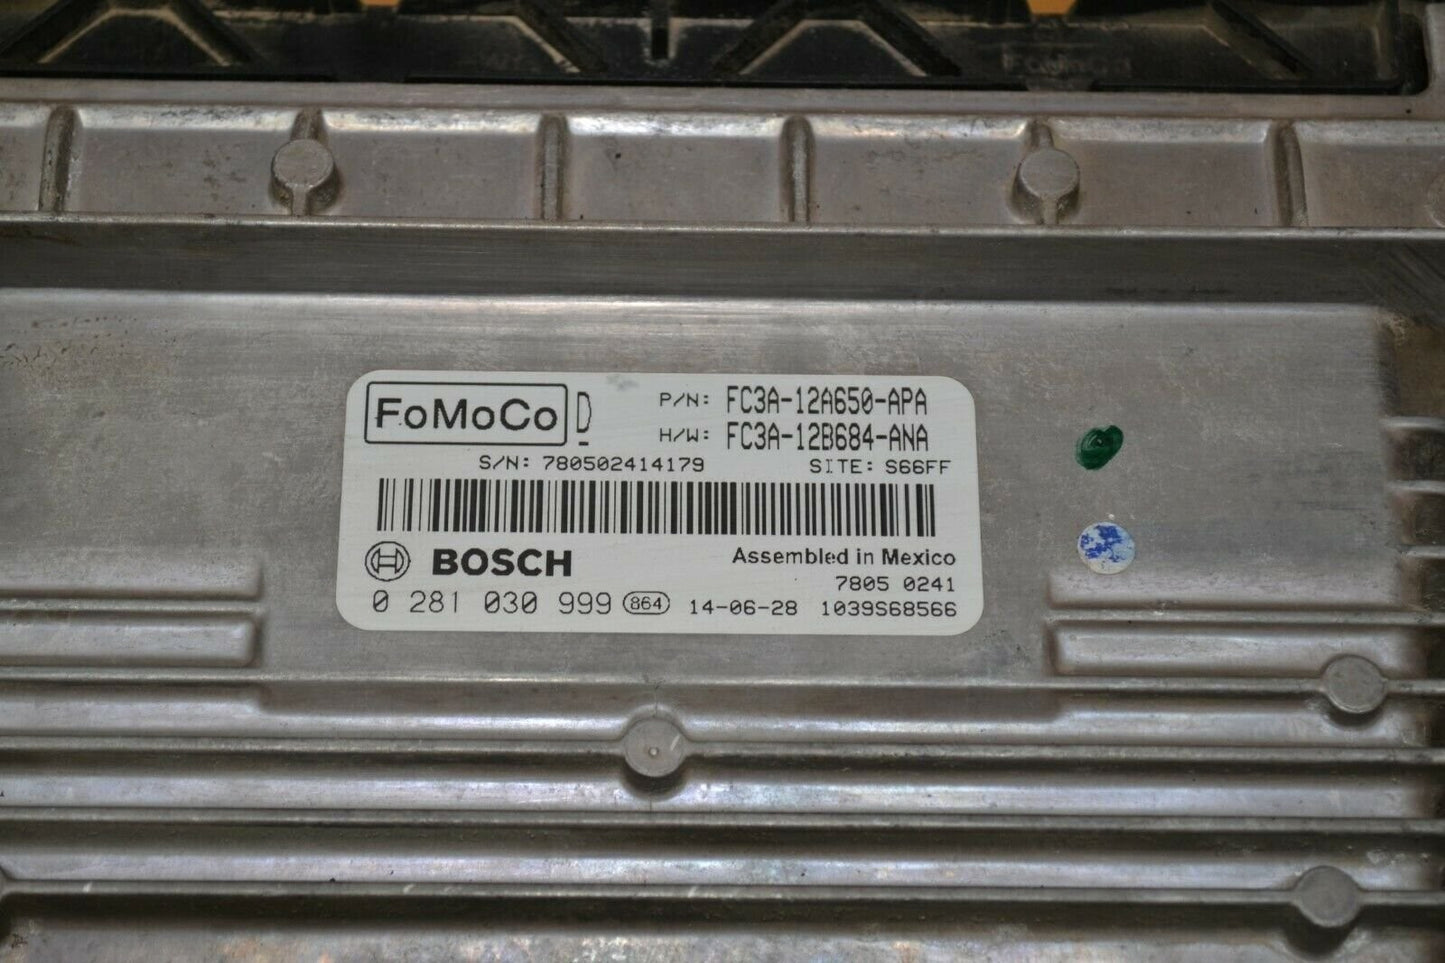 FoMoCo
FoMoCo D
P/N: FC3A-12A650-APA
H/W: FC3A-12B684-ANA
S/N: 780502414179 SITE: S66FF
BOSCH Assembled in Mexico
7805 0241
0 281 030 999 864 14-06-28 1039S68566